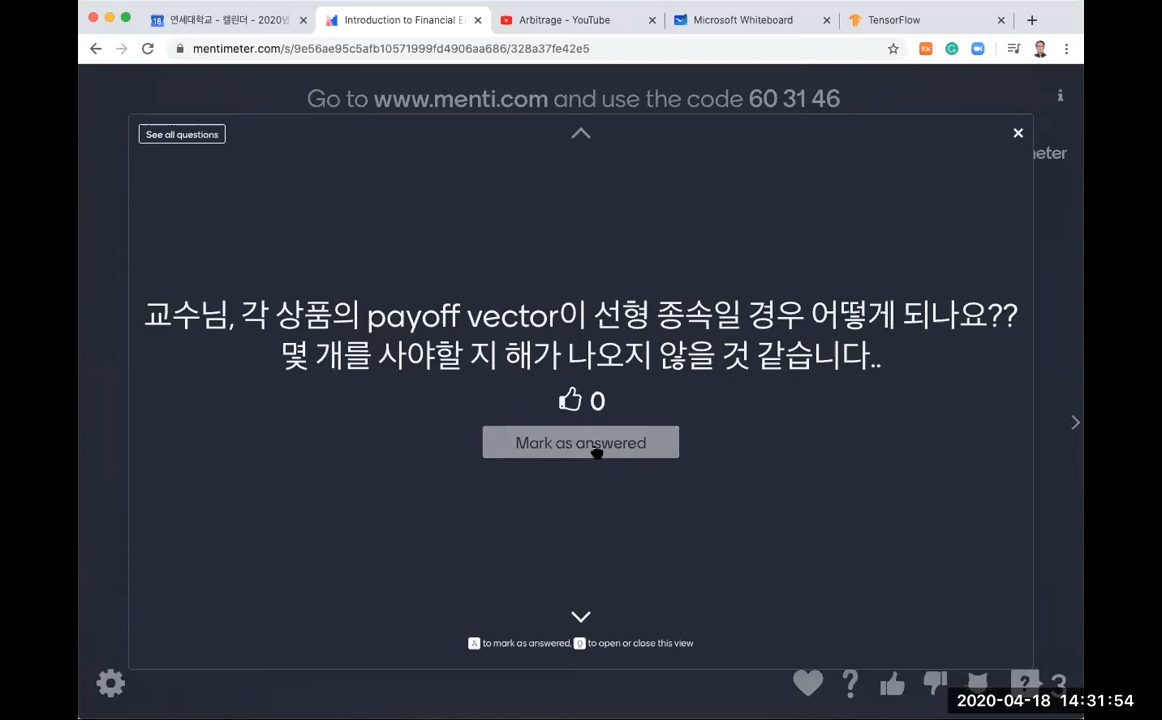 연세대학교 - 캘린더 - 2020년
Introduction to Financial E
Arbitrage - YouTube
Microsoft Whiteboard
TensorFlow
mentimeter.com/s/9e56ae95c5afb10571999fd4906aa686/328a37fe42e5
Go to www.menti.com and use the code 60 31 46
See all questions
eter
교수님, 각 상품의 payoff vector이 선형 종속일 경우 어떻게 되나요??
몇 개를 사야할 지 해가 나오지 않을 것 같습니다..
0
Mark as answered
A to mark as answered, Q to open or close this view
3
2020-04-18 14:31:54